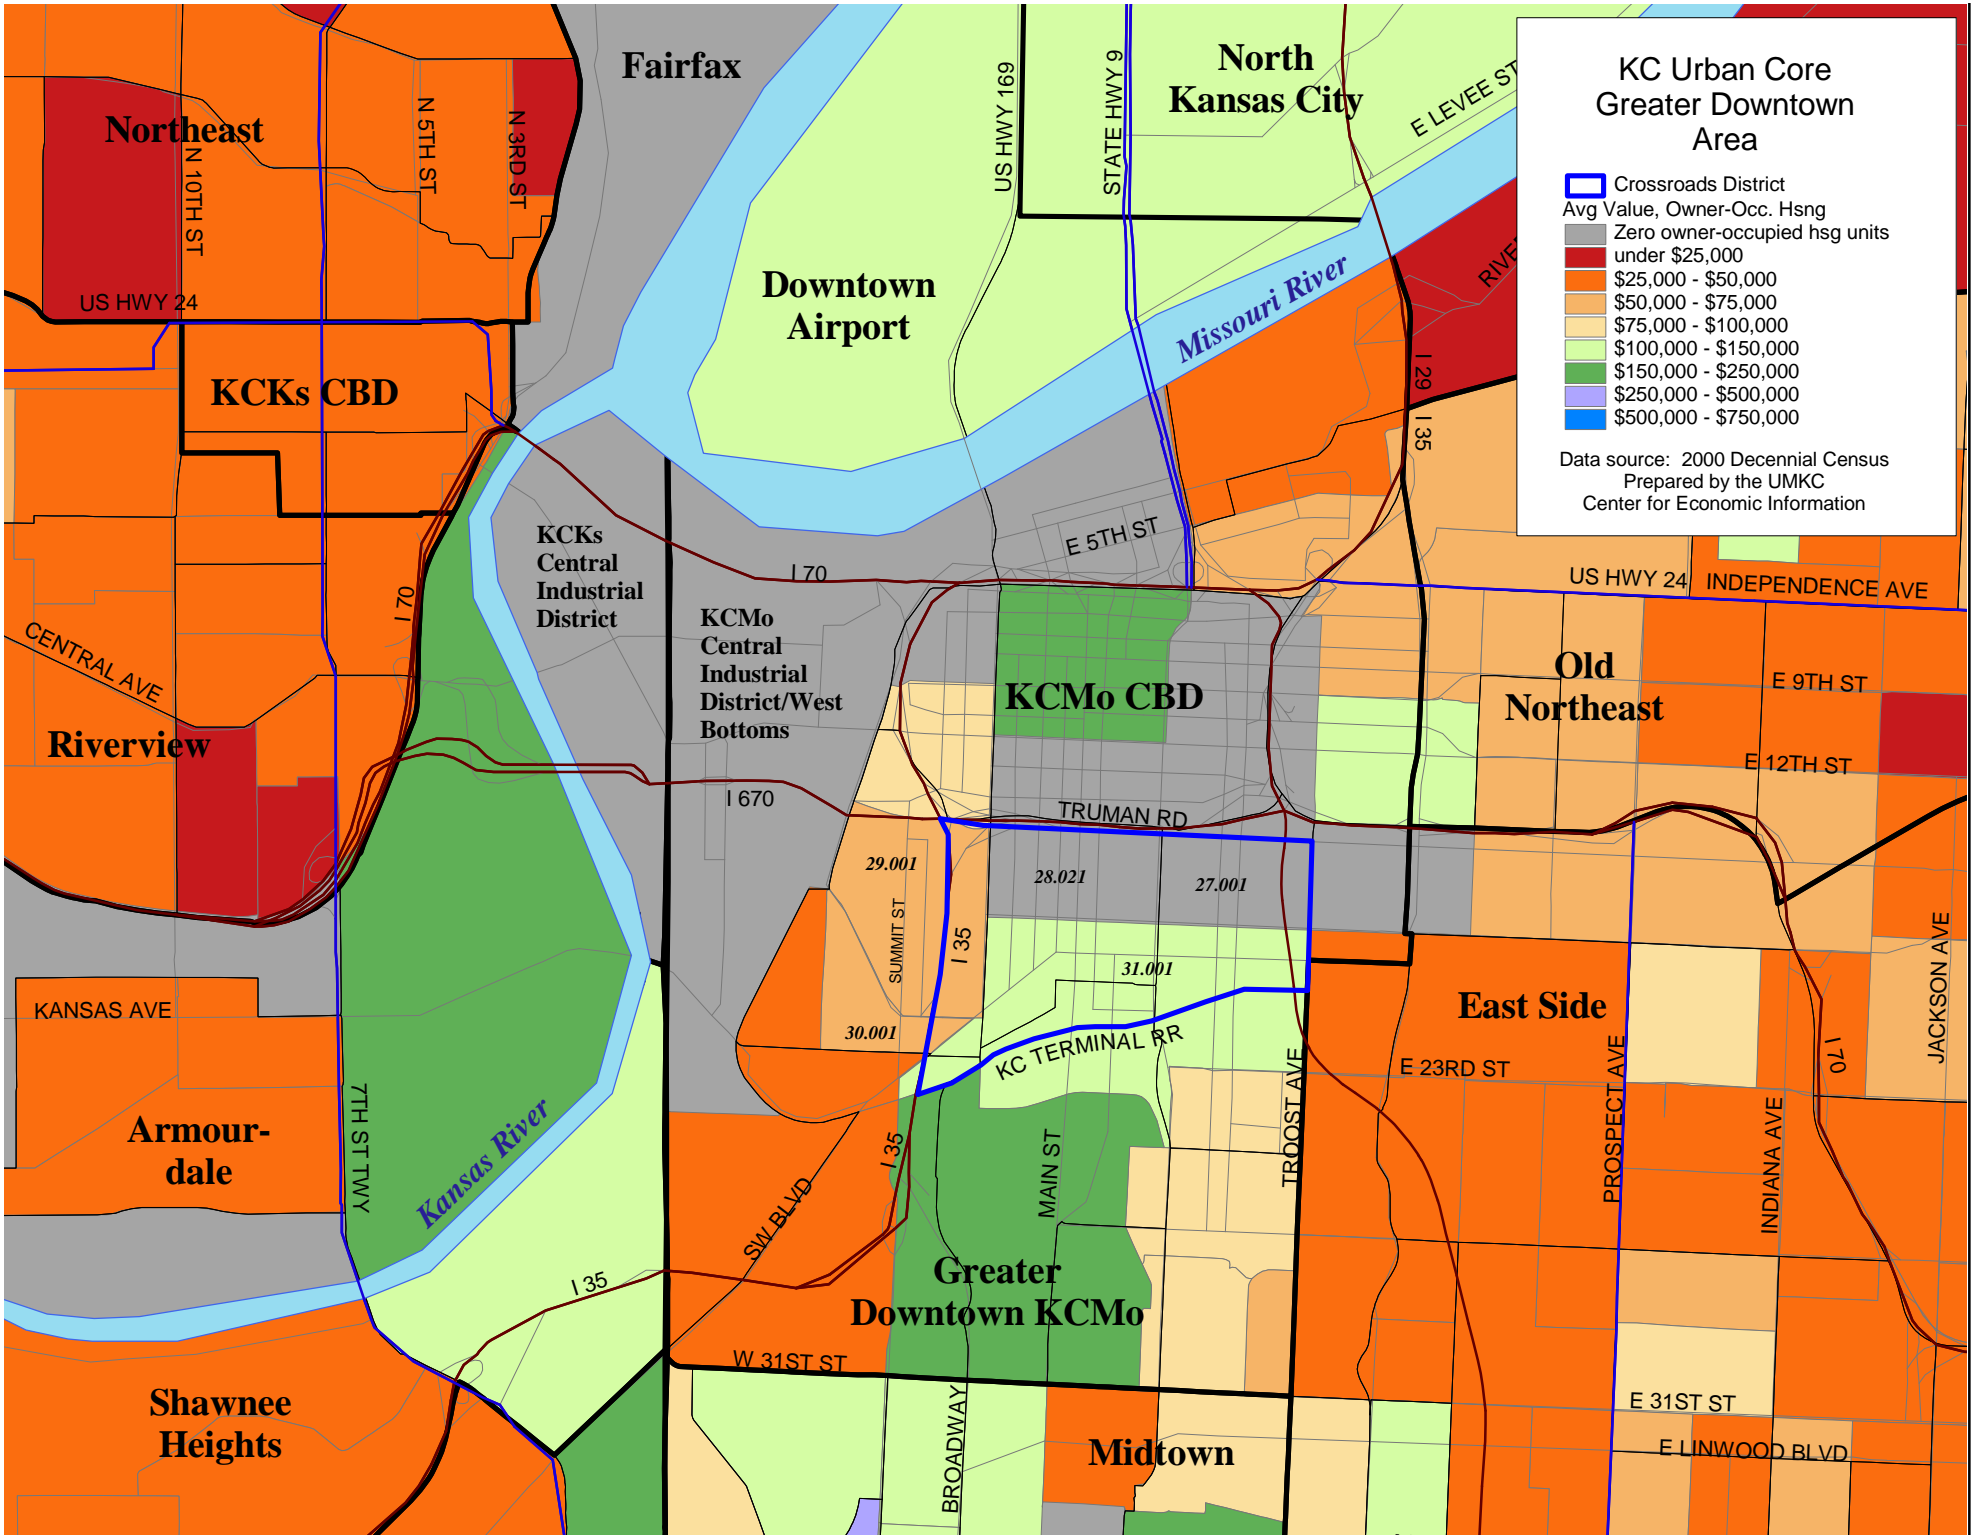 Fairfax
North
Kansas City
US HWY 169
STATE HWY 9
E LEVEE ST
KC Urban Core
Greater Downtown
Area
Crossroads District
Avg Value, Owner-Occ. Hsng
Zero owner-occupied hsg units
under $25,000
$25,000 - $50,000
$50,000 - $75,000
$75,000 - $100,000
$100,000 - $150,000
$150,000 - $250,000
$250,000 - $500,000
$500,000 - $750,000
Data source: 2000 Decennial Census
Prepared by the UMKC
Center for Economic Information
Northeast
N 10TH ST
N 5TH ST
N 3RD ST
US HWY 24
KCKs CBD
Downtown
Airport
Missouri River
I 29
I 35
KCKs
Central
Industrial
District
I 70
E 5TH ST
US HWY 24
INDEPENDENCE AVE
I 70
CENTRAL AVE
Riverview
KCMo
Central
Industrial
District/West
Bottoms
KCMo CBD
Old
Northeast
E 9TH ST
E 12TH ST
I 670
TRUMAN RD
29.001
28.021
27.001
SUMMIT ST
I 35
31.001
30.001
KC TERMINAL RR
East Side
E 23RD ST
JACKSON AVE
I 70
KANSAS AVE
Armour-
dale
7TH ST TWY
Kansas River
I 35
SW BLVD
I 35
MAIN ST
TROOST AVE
PROSPECT AVE
INDIANA AVE
Greater
Downtown KCMo
W 31ST ST
BROADWAY
Shawnee
Heights
Midtown
E 31ST ST
E LINWOOD BLVD